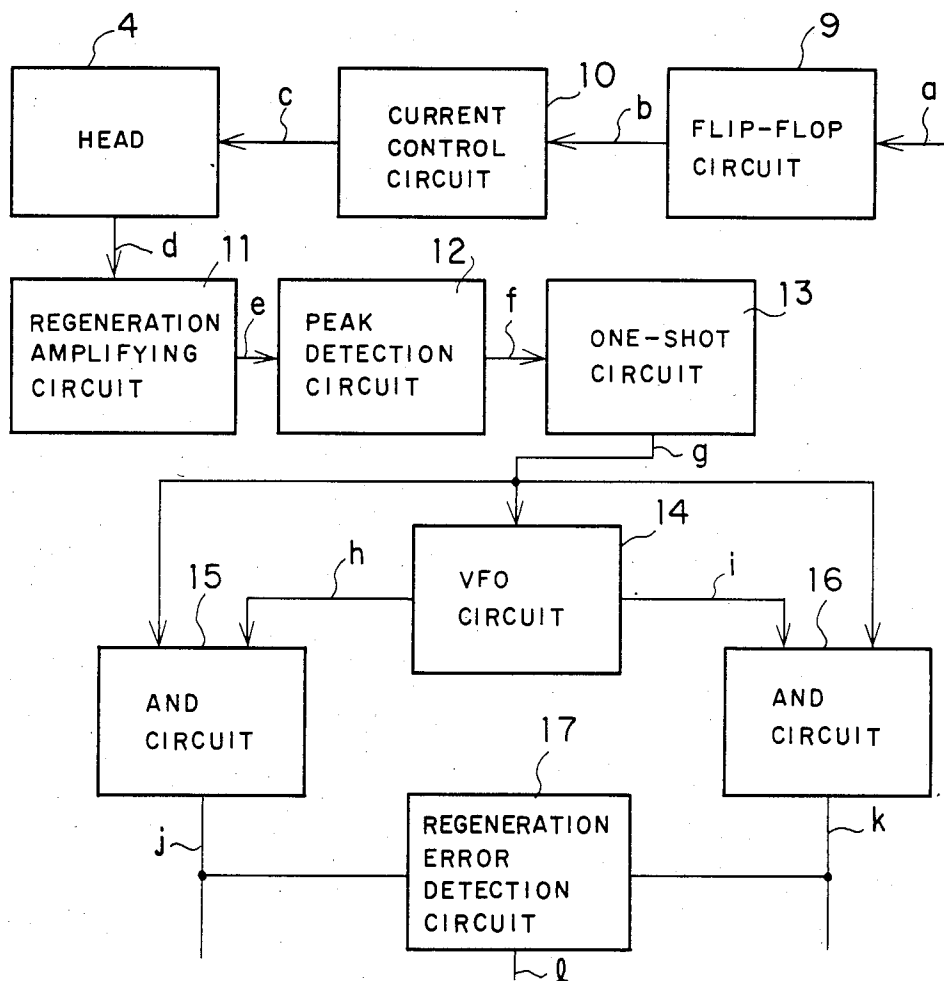 4
9
HEAD
c
CURRENT
CONTROL
CIRCUIT
10
b
FLIP-FLOP
CIRCUIT
a
d
11
REGENERATION
AMPLIFYING
CIRCUIT
e
12
PEAK
DETECTION
CIRCUIT
f
13
ONE-SHOT
CIRCUIT
g
14
VFO
CIRCUIT
h
i
15
AND
CIRCUIT
16
AND
CIRCUIT
17
REGENERATION
ERROR
DETECTION
CIRCUIT
j
k
ℓ